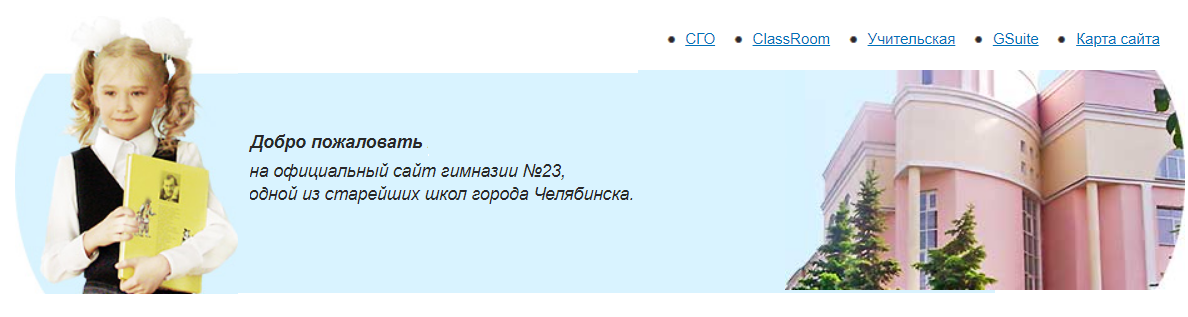 СГО ClassRoom Учительская GSuite Карта сайта
Добро пожаловать
на официальный сайт гимназии №23,
одной из старейших школ города Челябинска.